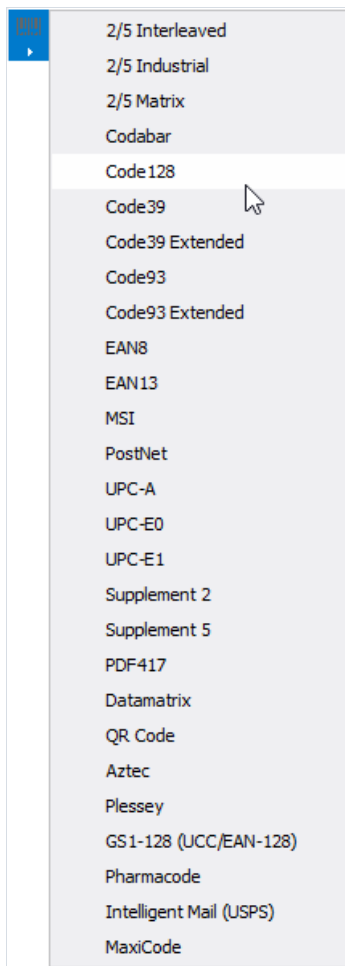 2/5 Interleaved
2/5 Industrial
2/5 Matrix
Codabar
Code128
Code39
Code39 Extended
Code93
Code93 Extended
EAN8
EAN13
MSI
PostNet
UPC-A
UPC-E0
UPC-E1
Supplement 2
Supplement 5
PDF417
Datamatrix
QR Code
Aztec
Plessey
GS1-128 (UCC/EAN-128)
Pharmacode
Intelligent Mail (USPS)
MaxiCode